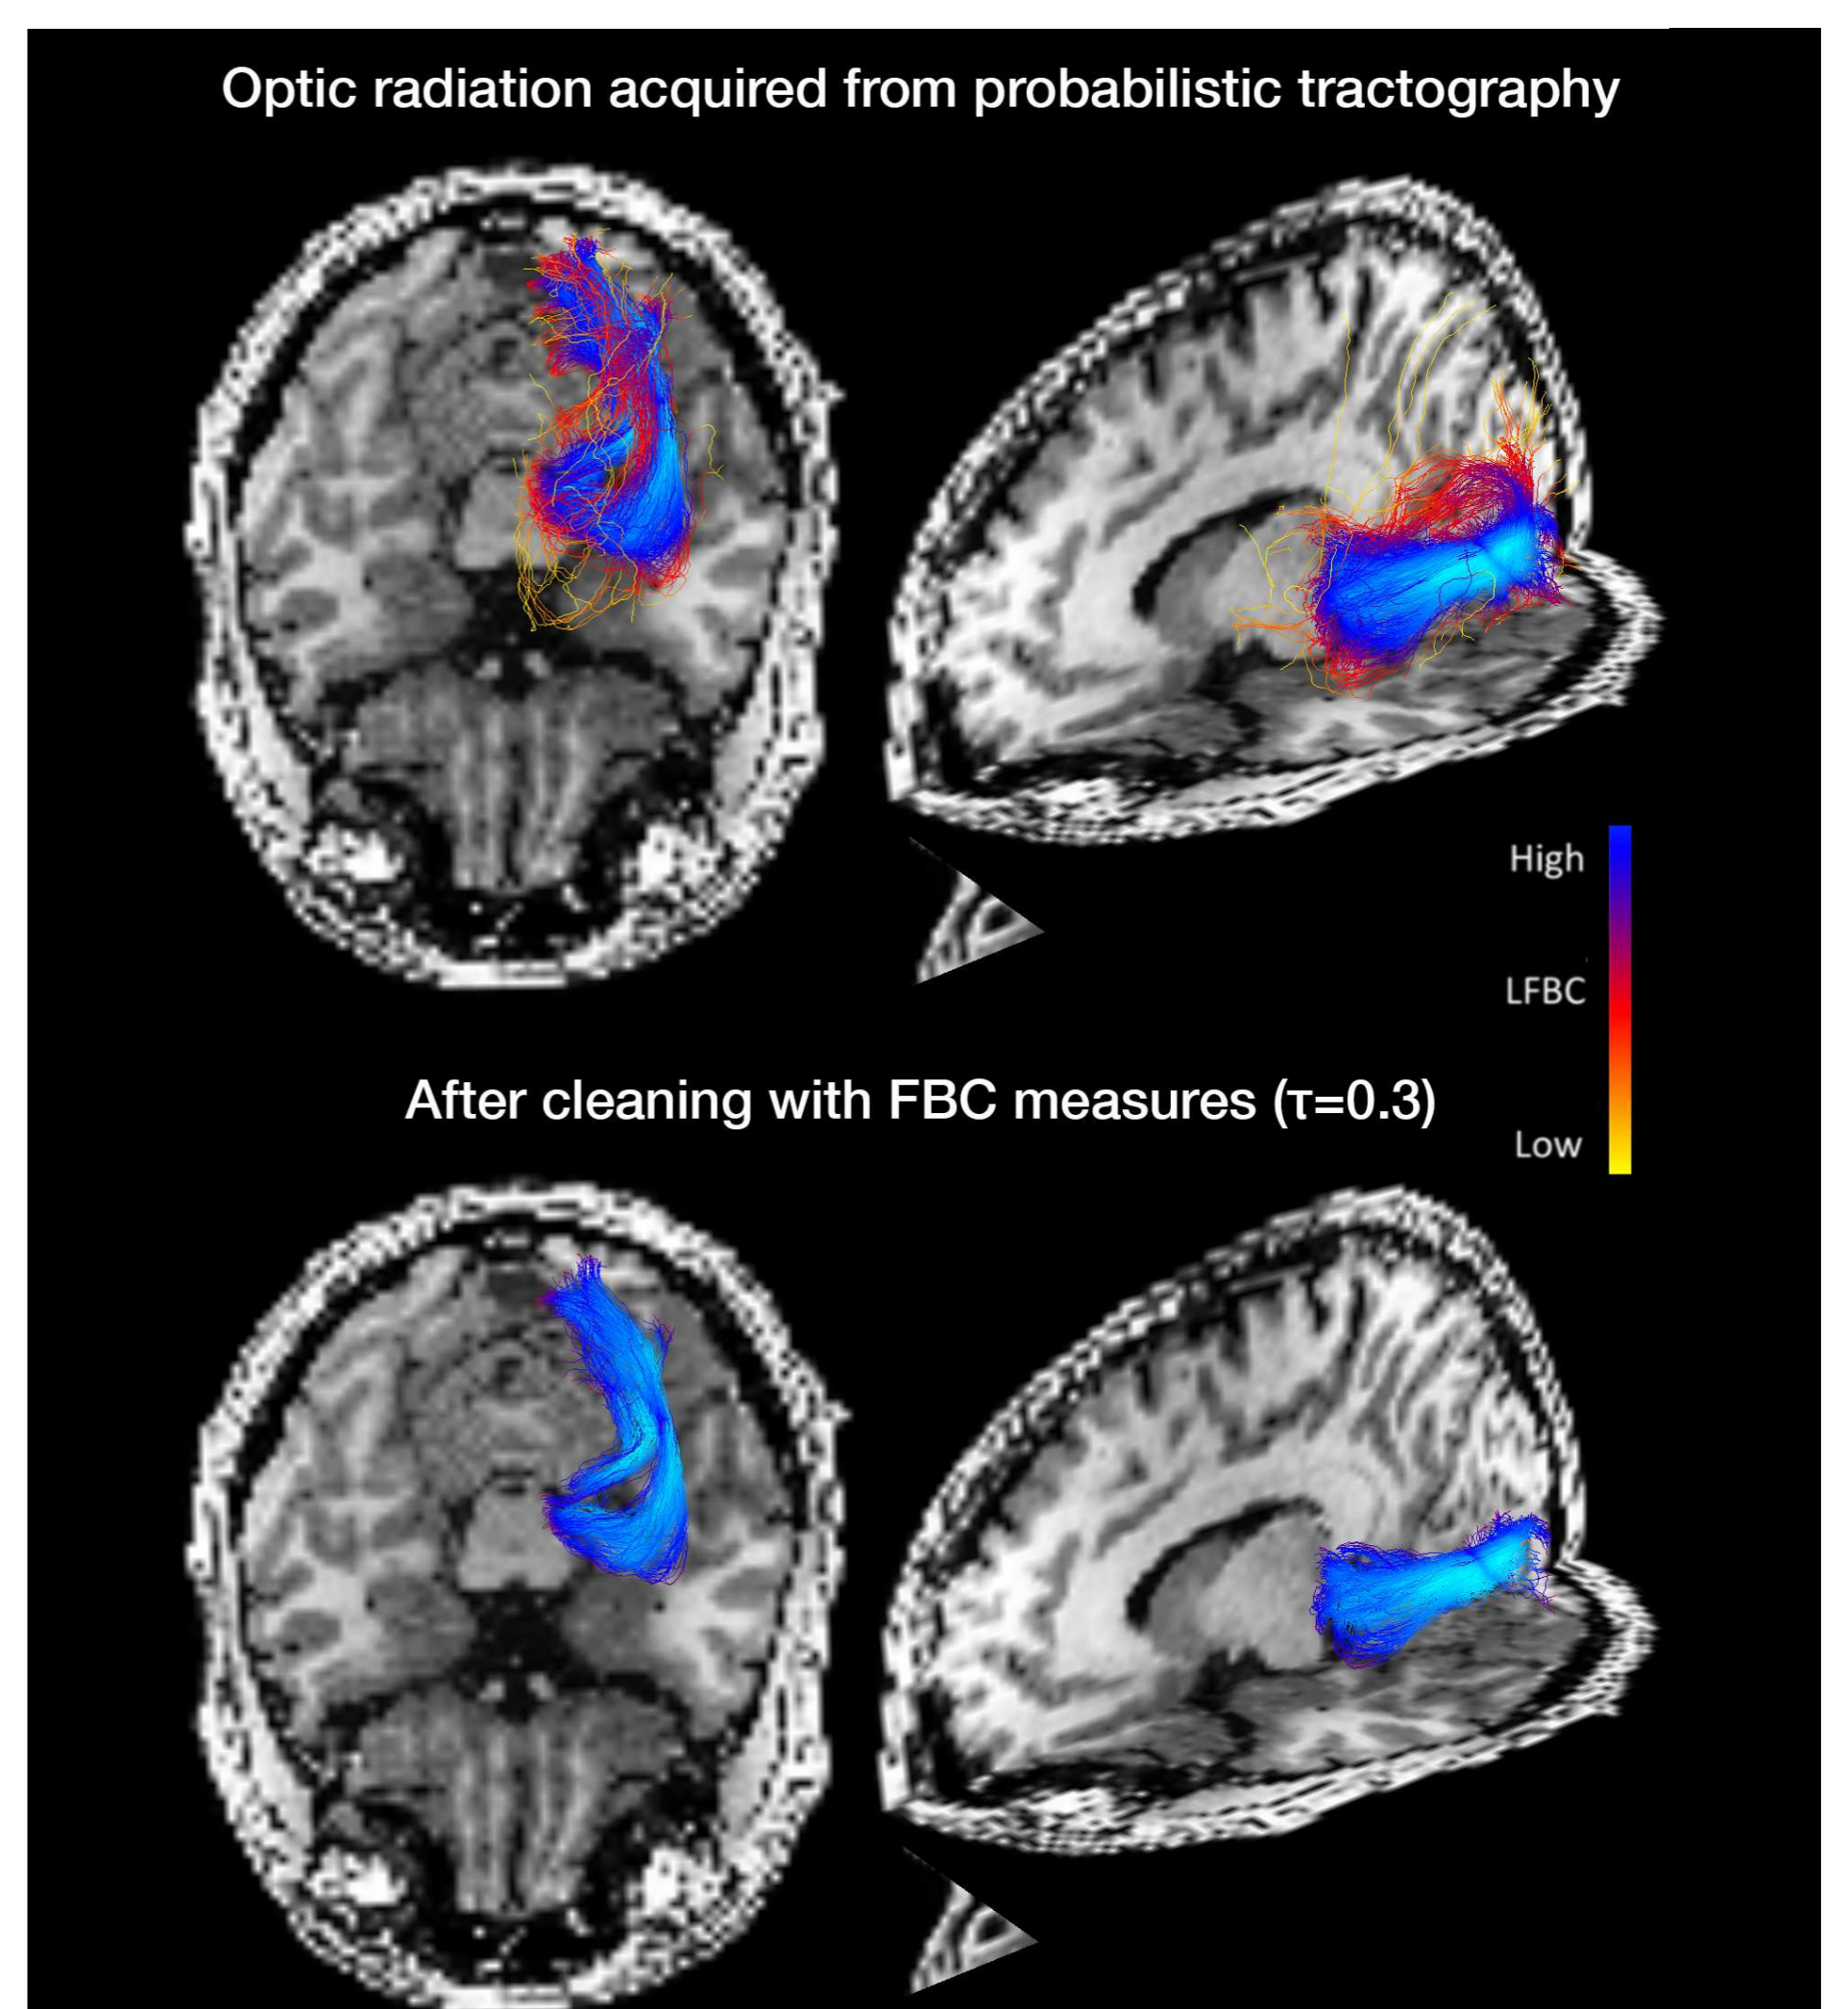 Optic radiation acquired from probabilistic tractography
High
LFBC
Low
After cleaning with FBC measures (τ=0.3)